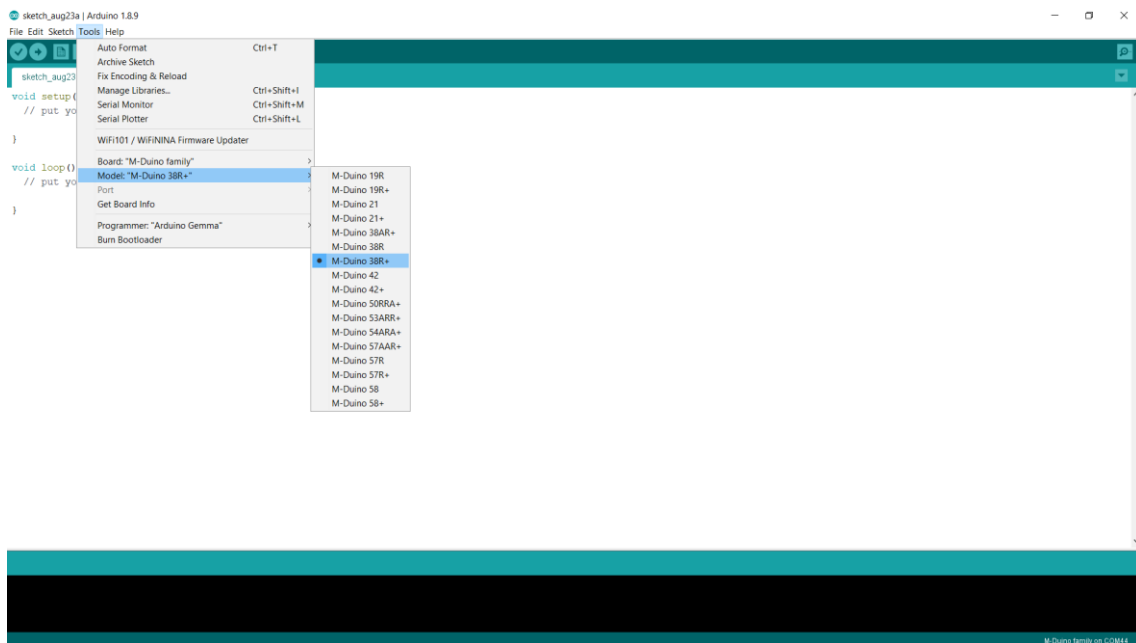 sketch_aug23a | Arduino 1.8.9
File Edit Sketch Tools Help
sketch_aug23
void setup(
// put yo
}
void loop()
// put yo
}
Auto Format Ctrl+T
Archive Sketch
Fix Encoding & Reload
Manage Libraries... Ctrl+Shift+I
Serial Monitor Ctrl+Shift+M
Serial Plotter Ctrl+Shift+L
WiFi101 / WiFiNINA Firmware Updater
Board: "M-Duino family"
Model: "M-Duino 38R+"
Port
Get Board Info
Programmer: "Arduino Gemma"
Burn Bootloader
M-Duino 19R
M-Duino 19R+
M-Duino 21
M-Duino 21+
M-Duino 38AR+
M-Duino 38R
M-Duino 38R+
M-Duino 42
M-Duino 42+
M-Duino 50RRA+
M-Duino 53ARR+
M-Duino 54ARA+
M-Duino 57AAR+
M-Duino 57R
M-Duino 57R+
M-Duino 58
M-Duino 58+
M-Duino family on COM44